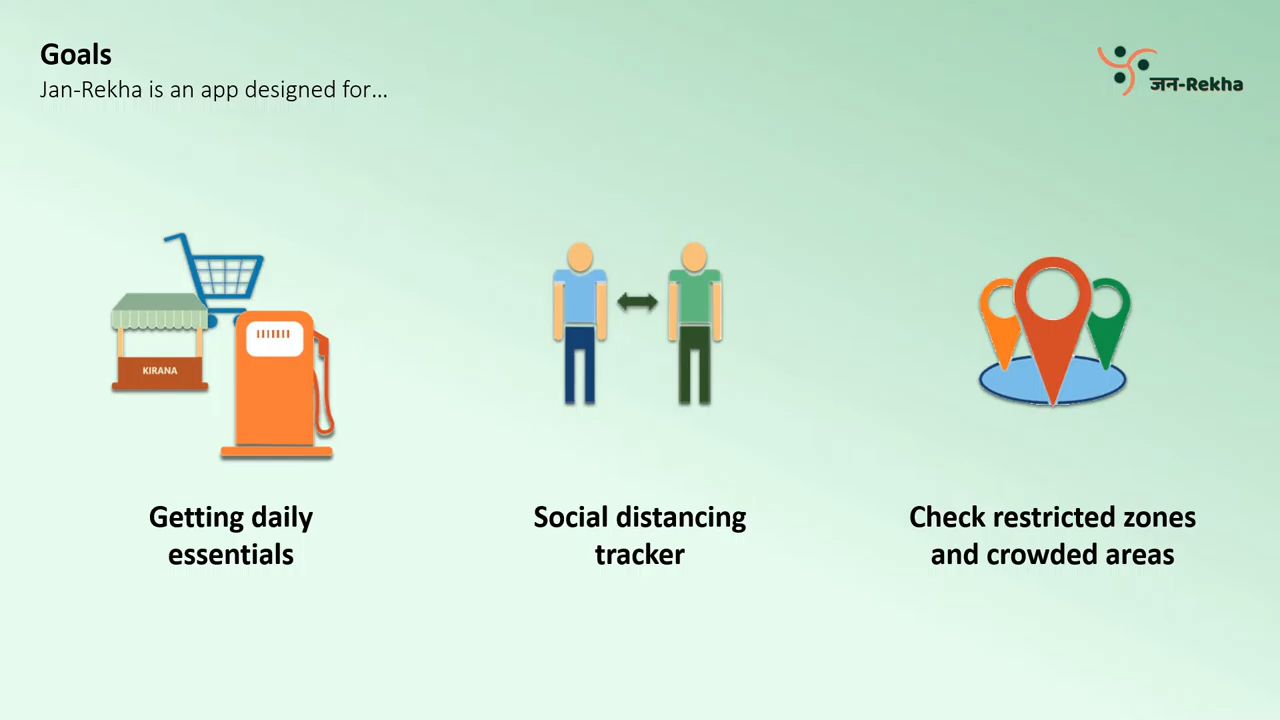 Goals
Jan-Rekha is an app designed for...
जन-Rekha
KIRANA
Getting daily
essentials
Social distancing
tracker
Check restricted zones
and crowded areas